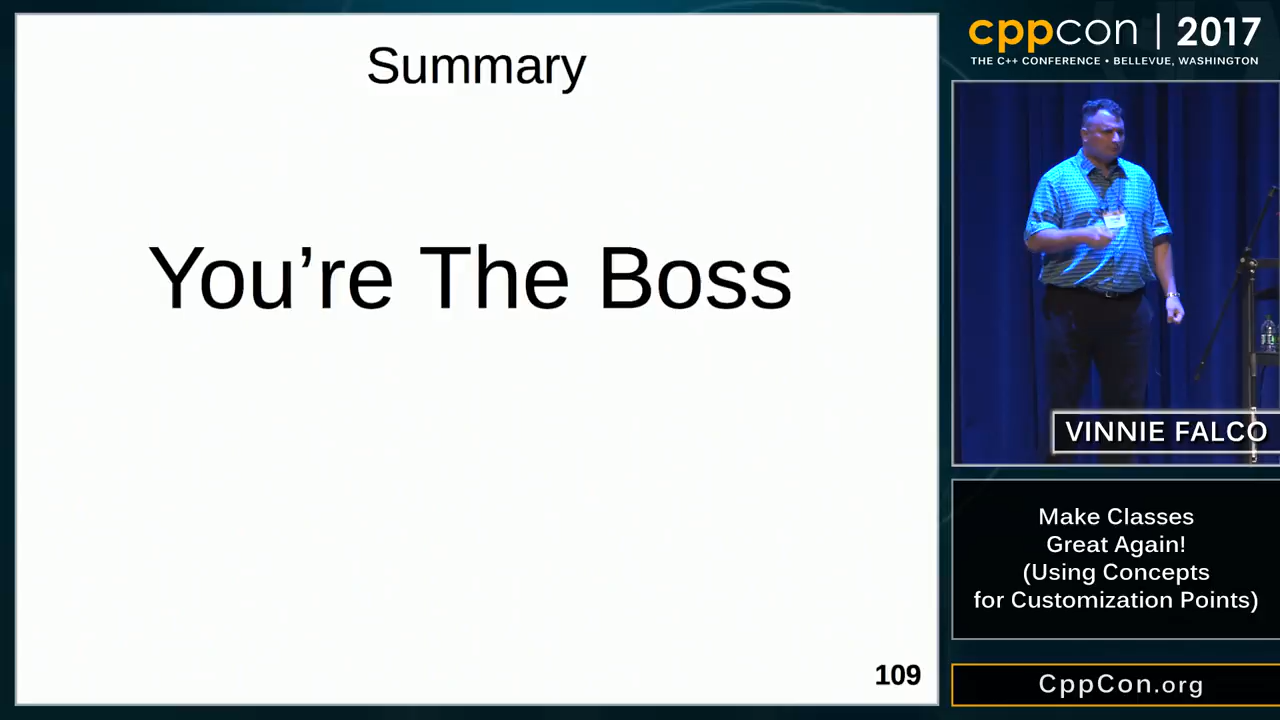 Summary
You're The Boss
109
cppcon | 2017
THE C++ CONFERENCE • BELLEVUE, WASHINGTON
VINNIE FALCO
Make Classes
Great Again!
(Using Concepts
for Customization Points)
CppCon.org